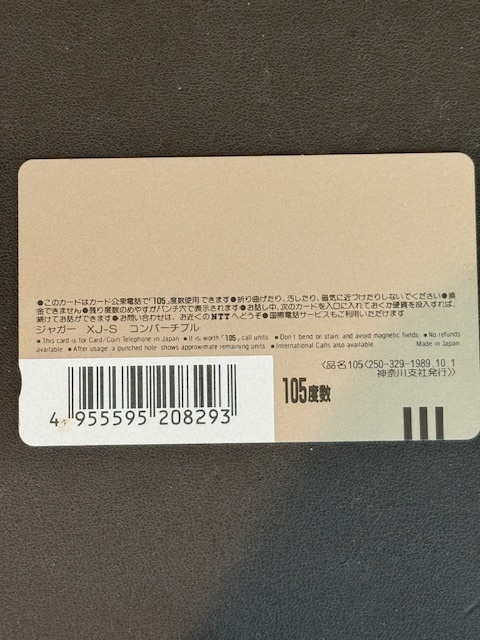 ●このカードはカード公衆電話で「105」度数使用できます●折り曲げたり、汚したり、磁気に近づけたりしないでください●換
金できません●残り度数のめやすがパンチ穴で表示されます●お話し中、次のカードを入口に入れておくか硬貨を投入すれば、
続けてお話ができます●お問い合わせは、お近くのNTTへどうぞ●国際電話サービスもご利用いただけます
ジャガー XJ-S コンバーチブル
■This card is for Card/Coin Telephone in Japan ■It is worth「105」call units ■Don't bend or stain and avoid magnetic fields ■No refunds
available ■After usage, a punched hole shows approximate remaining units ■International Calls also available Made in Japan
〈品名105〈250-329-1989.10.1
神奈川支社発行〉〉
105度数
4 955595 208293